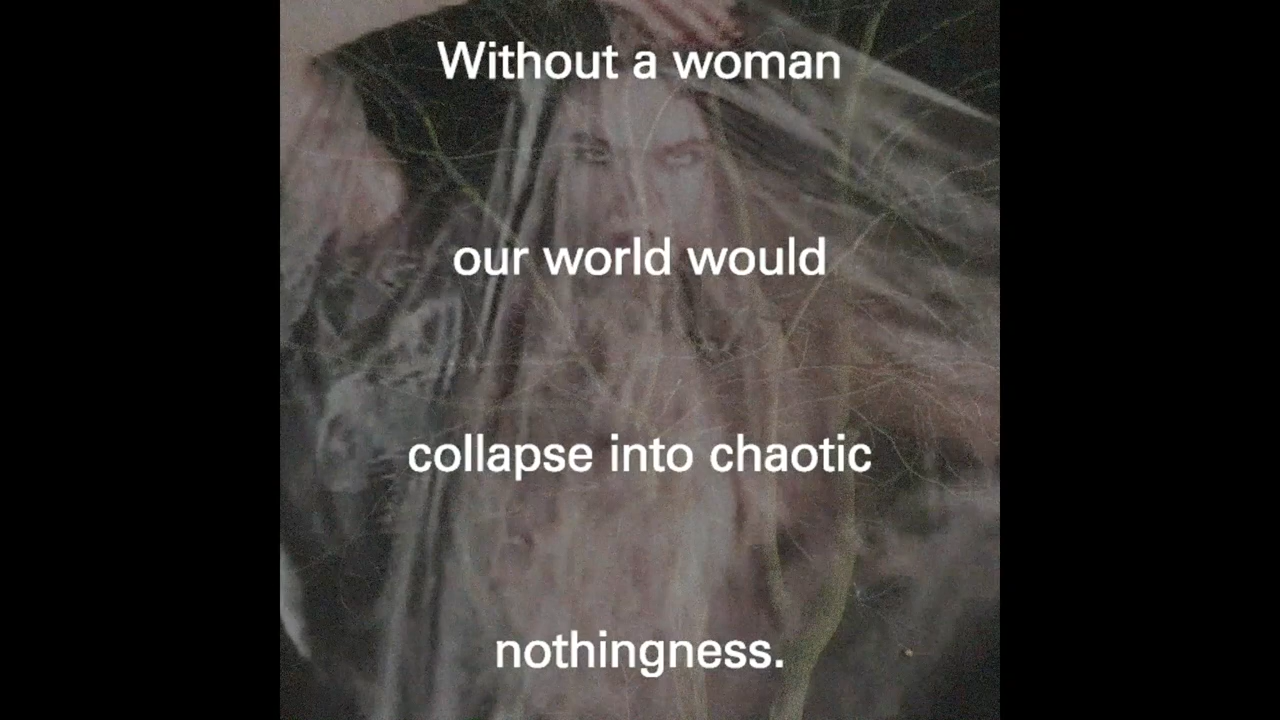 Without a woman
our world would
collapse into chaotic
nothingness.